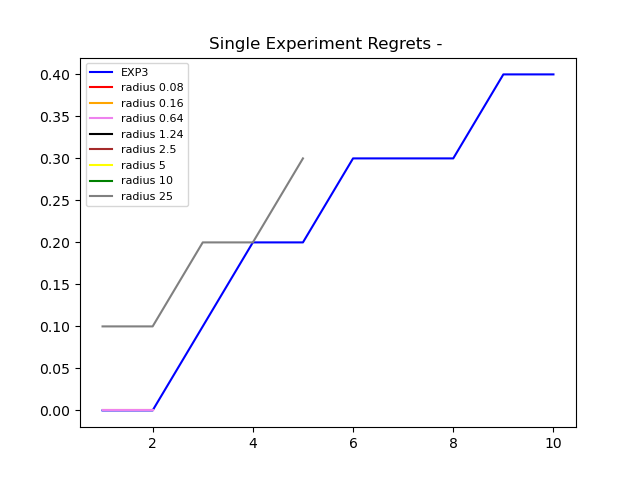 Single Experiment Regrets -
EXP3
radius 0.08
radius 0.16
radius 0.64
radius 1.24
radius 2.5
radius 5
radius 10
radius 25
0.40
0.35
0.30
0.25
0.20
0.15
0.10
0.05
0.00
2 4 6 8 10